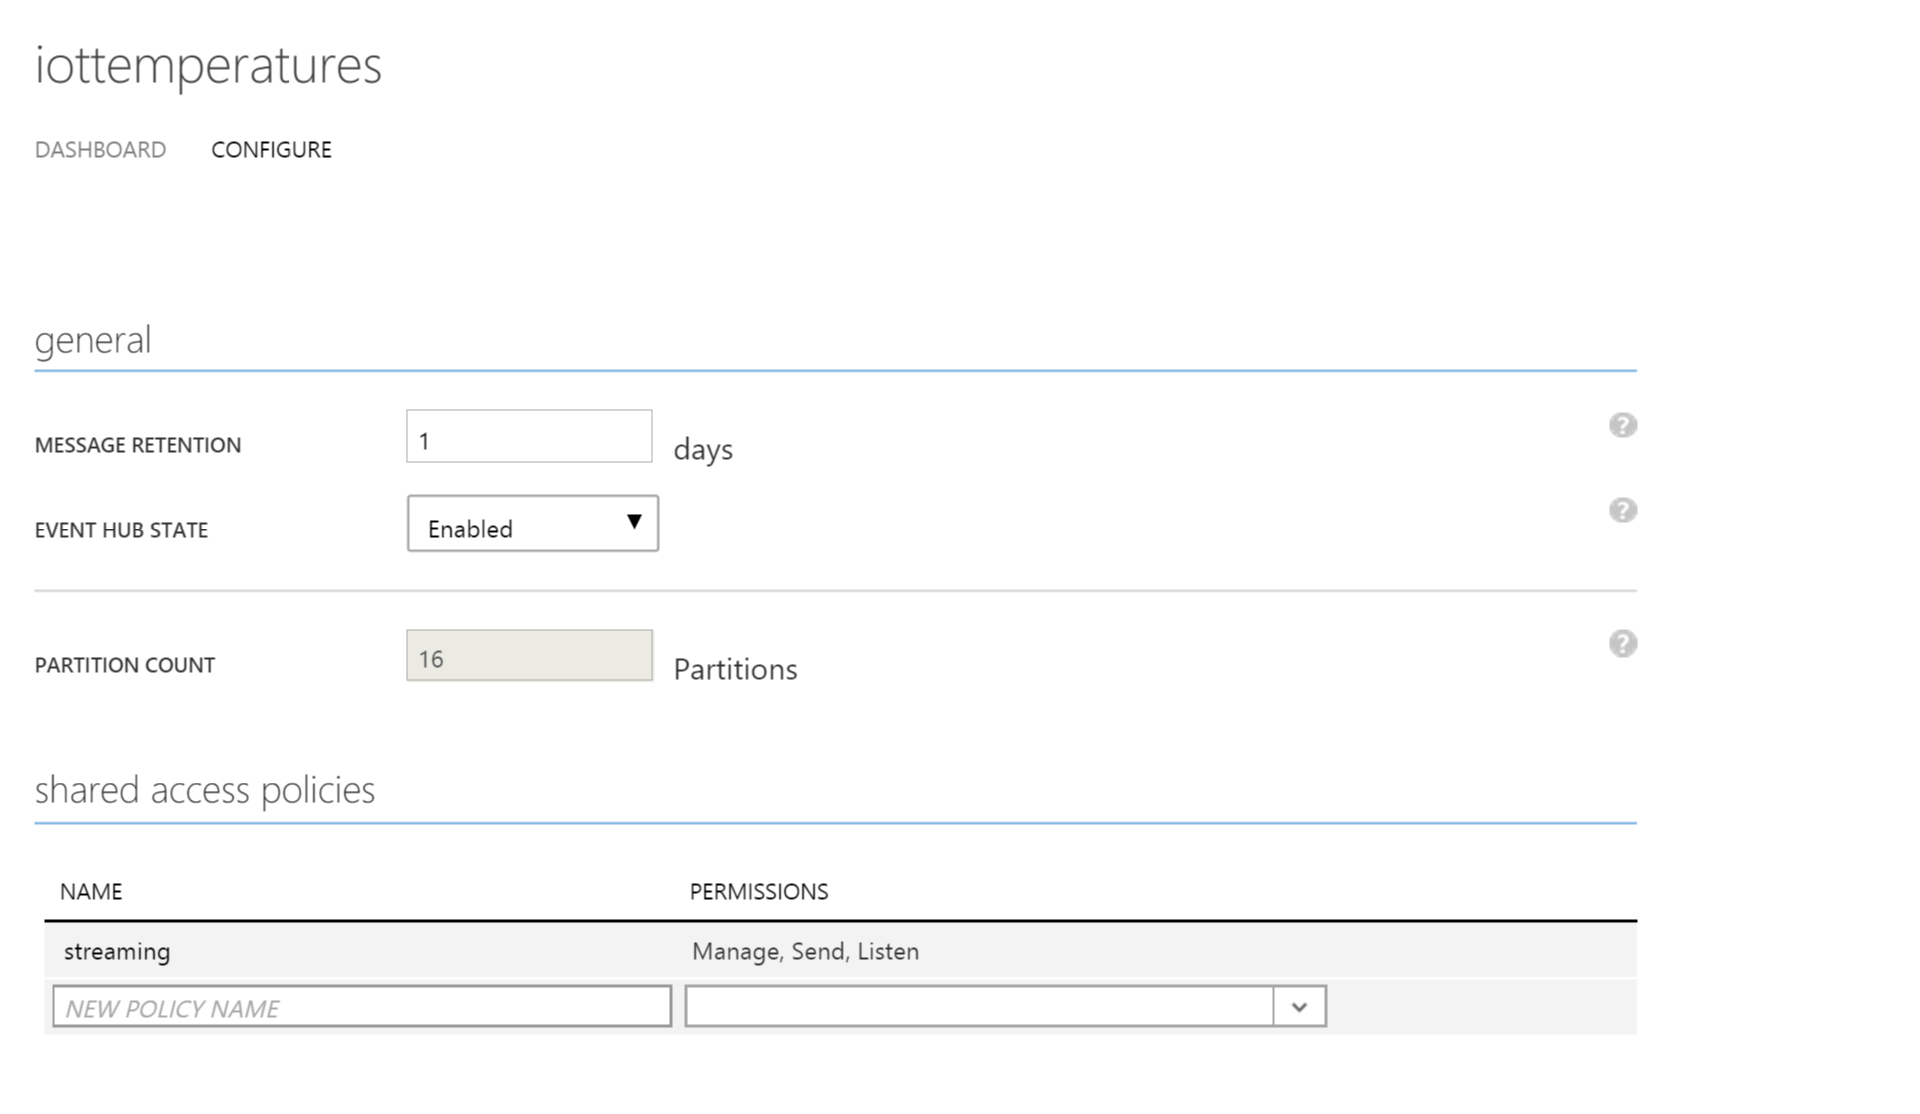 iottemperatures
DASHBOARD CONFIGURE
general
MESSAGE RETENTION 1 days ?
EVENT HUB STATE Enabled ?
PARTITION COUNT 16 Partitions ?
shared access policies
NAME PERMISSIONS
streaming Manage, Send, Listen
NEW POLICY NAME